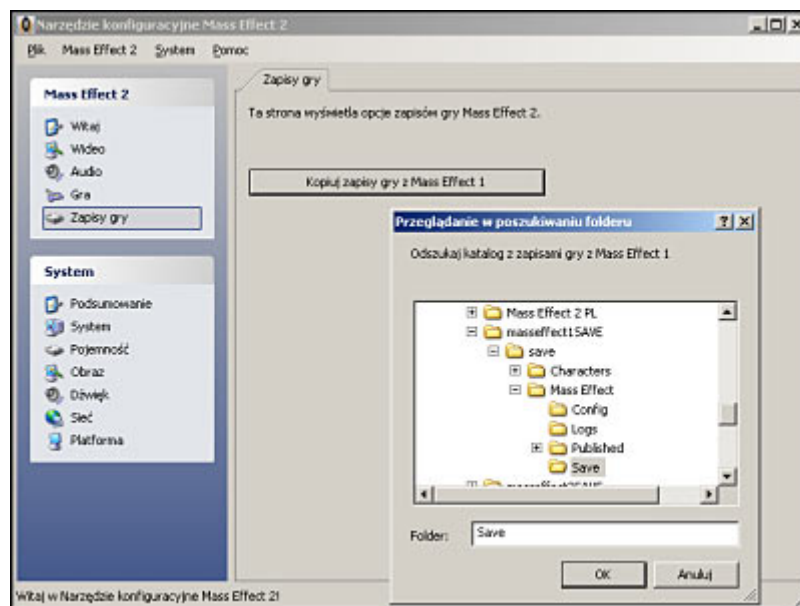 Narzędzie konfiguracyjne Mass Effect 2
Plik Mass Effect 2 System Pomoc
Mass Effect 2
Witaj
Wideo
Audio
Gra
Zapisy gry
System
Podsumowanie
System
Pojemność
Obraz
Dźwięk
Sieć
Platforma
Zapisy gry
Ta strona wyświetla opcje zapisów gry Mass Effect 2.
Kopiuj zapisy gry z Mass Effect 1
Przeglądanie w poszukiwaniu folderu
Odszukaj katalog z zapisami gry z Mass Effect 1
Mass Effect 2 PL
masseffect1SAVE
save
Characters
Mass Effect
Config
Logs
Published
Save
masseffect2SAVE
Folder: Save
OK Anuluj
Witaj w Narzędzie konfiguracyjne Mass Effect 2!